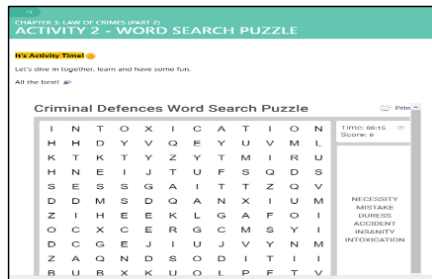 CHAPTER 3: LAW OF CRIMES (PART 2)
ACTIVITY 2 - WORD SEARCH PUZZLE
It's Activity Time!
Let's dive in together, learn and have some fun.
All the best!
Criminal Defences Word Search Puzzle
Prin
Time: 00:15
Score: 0
I N T O X I C A T I O N
H H D Y V Q E Y U V M L
K T K T Y Z Y T M I R U
H N E I J T U F S Q D S
S E S S G A I T T Z Q V
D D M S D Q A N X I U M
Z I H E E K L G A F O I
O C X C E R G C M S Y I
D C G E J I U J V Y N M
Z A Q N D S O D I T I I
B U B X K U O L P F T V
NECESSITY
MISTAKE
DURESS
ACCIDENT
INSANITY
INTOXICATION